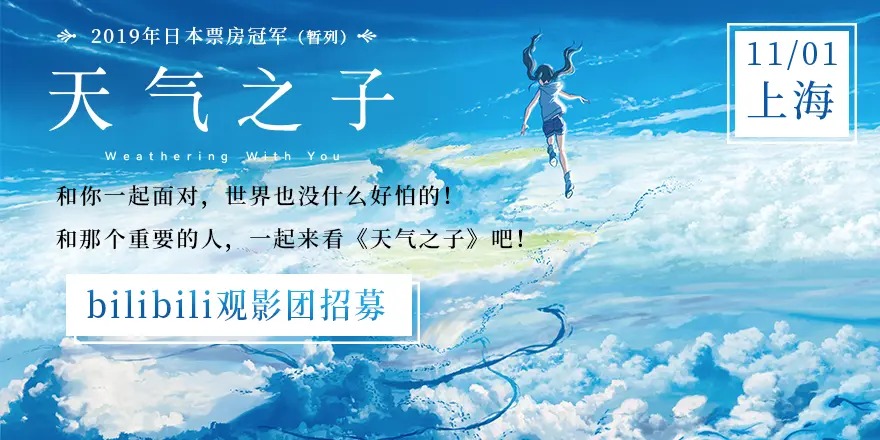 2019年日本票房冠军（暂列）
天气之子
Weathering With You
和你一起面对，世界也没什么好怕的！
和那个重要的人，一起来看《天气之子》吧！
bilibili观影团招募
11/01
上海